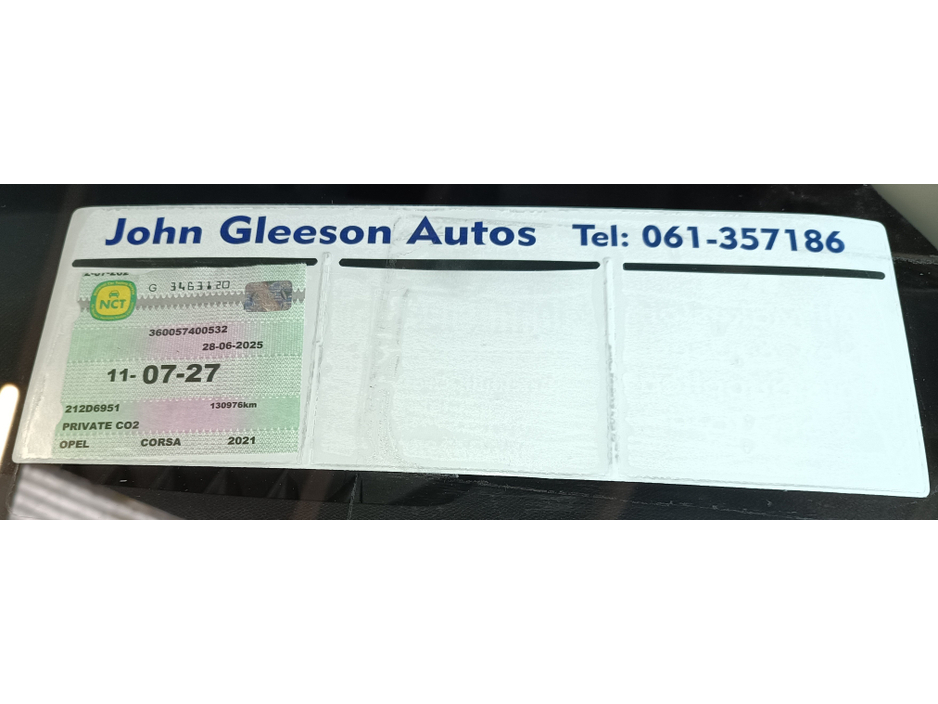 John Gleeson Autos Tel: 061-357186
G 3463120
NCT
360057400532
28-06-2025
11-07-27
212D6951 130976km
PRIVATE CO2
OPEL CORSA 2021